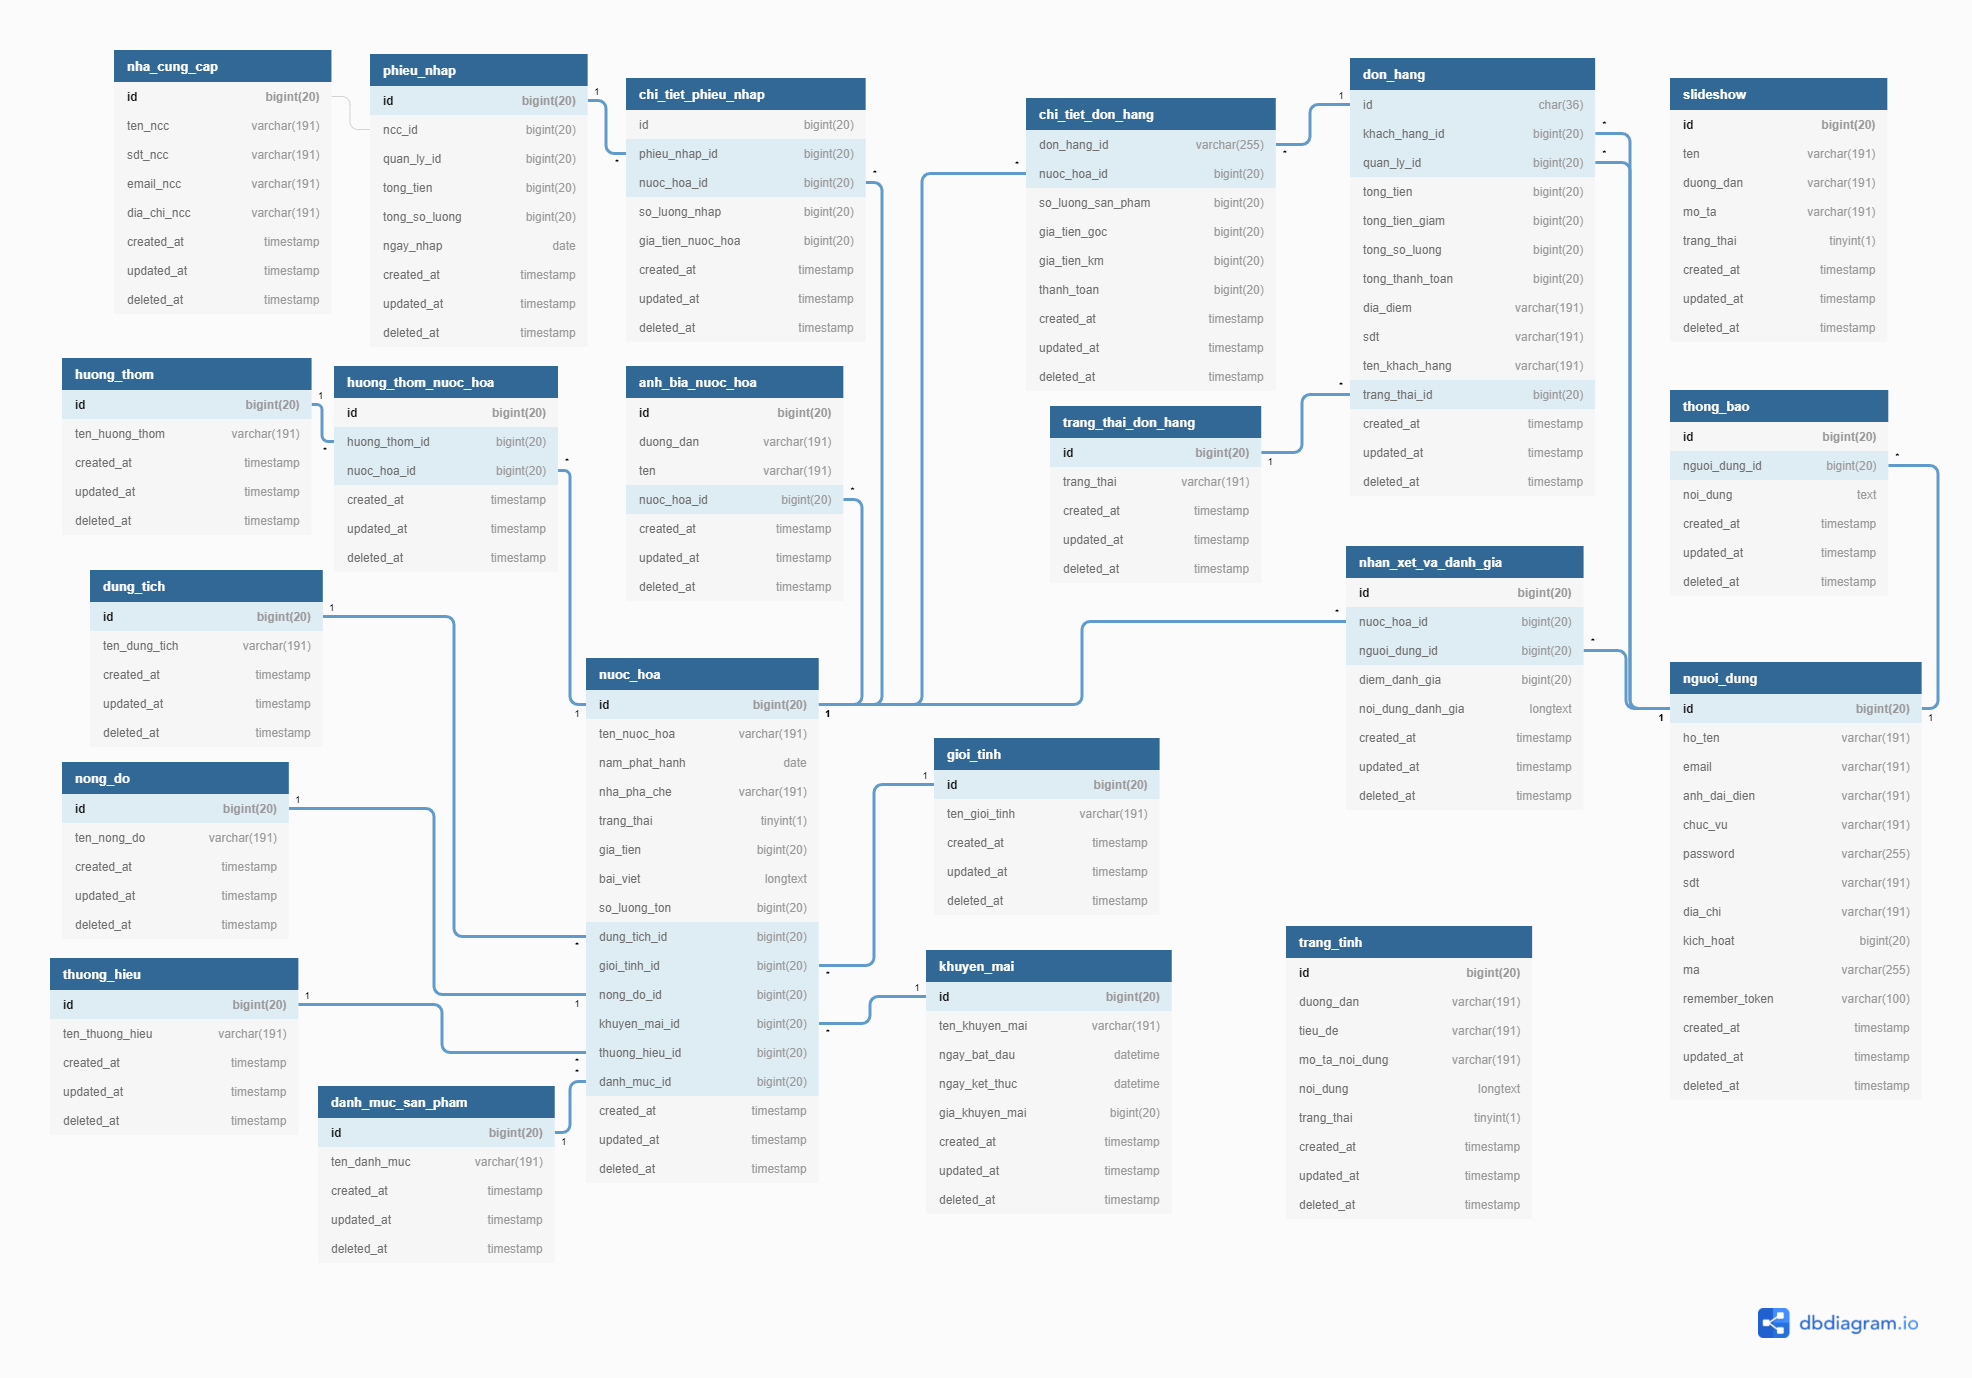 nha_cung_cap
id bigint(20)
ten_ncc varchar(191)
sdt_ncc varchar(191)
email_ncc varchar(191)
dia_chi_ncc varchar(191)
created_at timestamp
updated_at timestamp
deleted_at timestamp
phieu_nhap
id bigint(20)
ncc_id bigint(20)
quan_ly_id bigint(20)
tong_tien bigint(20)
tong_so_luong bigint(20)
ngay_nhap date
created_at timestamp
updated_at timestamp
deleted_at timestamp
1
*
chi_tiet_phieu_nhap
id bigint(20)
phieu_nhap_id bigint(20)
nuoc_hoa_id bigint(20)
so_luong_nhap bigint(20)
gia_tien_nuoc_hoa bigint(20)
created_at timestamp
updated_at timestamp
deleted_at timestamp
*
*
chi_tiet_don_hang
don_hang_id varchar(255)
nuoc_hoa_id bigint(20)
so_luong_san_pham bigint(20)
gia_tien_goc bigint(20)
gia_tien_km bigint(20)
thanh_toan bigint(20)
created_at timestamp
updated_at timestamp
deleted_at timestamp
*
1
don_hang
id char(36)
khach_hang_id bigint(20)
quan_ly_id bigint(20)
tong_tien bigint(20)
tong_tien_giam bigint(20)
tong_so_luong bigint(20)
tong_thanh_toan bigint(20)
dia_diem varchar(191)
sdt varchar(191)
ten_khach_hang varchar(191)
trang_thai_id bigint(20)
created_at timestamp
updated_at timestamp
deleted_at timestamp
*
*
*
slideshow
id bigint(20)
ten varchar(191)
duong_dan varchar(191)
mo_ta varchar(191)
trang_thai tinyint(1)
created_at timestamp
updated_at timestamp
deleted_at timestamp
huong_thom
id bigint(20)
ten_huong_thom varchar(191)
created_at timestamp
updated_at timestamp
deleted_at timestamp
1
*
huong_thom_nuoc_hoa
id bigint(20)
huong_thom_id bigint(20)
nuoc_hoa_id bigint(20)
created_at timestamp
updated_at timestamp
deleted_at timestamp
*
anh_bia_nuoc_hoa
id bigint(20)
duong_dan varchar(191)
ten varchar(191)
nuoc_hoa_id bigint(20)
created_at timestamp
updated_at timestamp
deleted_at timestamp
*
trang_thai_don_hang
id bigint(20)
trang_thai varchar(191)
created_at timestamp
updated_at timestamp
deleted_at timestamp
1
thong_bao
id bigint(20)
nguoi_dung_id bigint(20)
noi_dung text
created_at timestamp
updated_at timestamp
deleted_at timestamp
*
dung_tich
id bigint(20)
ten_dung_tich varchar(191)
created_at timestamp
updated_at timestamp
deleted_at timestamp
1
nhan_xet_va_danh_gia
id bigint(20)
nuoc_hoa_id bigint(20)
nguoi_dung_id bigint(20)
diem_danh_gia bigint(20)
noi_dung_danh_gia longtext
created_at timestamp
updated_at timestamp
deleted_at timestamp
*
*
nuoc_hoa
id bigint(20)
ten_nuoc_hoa varchar(191)
nam_phat_hanh date
nha_pha_che varchar(191)
trang_thai tinyint(1)
gia_tien bigint(20)
bai_viet longtext
so_luong_ton bigint(20)
dung_tich_id bigint(20)
gioi_tinh_id bigint(20)
nong_do_id bigint(20)
khuyen_mai_id bigint(20)
thuong_hieu_id bigint(20)
danh_muc_id bigint(20)
created_at timestamp
updated_at timestamp
deleted_at timestamp
1
1
*
*
1
*
*
*
nguoi_dung
id bigint(20)
ho_ten varchar(191)
email varchar(191)
anh_dai_dien varchar(191)
chuc_vu varchar(191)
password varchar(255)
sdt varchar(191)
dia_chi varchar(191)
kich_hoat bigint(20)
ma varchar(255)
remember_token varchar(100)
created_at timestamp
updated_at timestamp
deleted_at timestamp
1
1
gioi_tinh
id bigint(20)
ten_gioi_tinh varchar(191)
created_at timestamp
updated_at timestamp
deleted_at timestamp
1
nong_do
id bigint(20)
ten_nong_do varchar(191)
created_at timestamp
updated_at timestamp
deleted_at timestamp
1
thuong_hieu
id bigint(20)
ten_thuong_hieu varchar(191)
created_at timestamp
updated_at timestamp
deleted_at timestamp
1
khuyen_mai
id bigint(20)
ten_khuyen_mai varchar(191)
ngay_bat_dau datetime
ngay_ket_thuc datetime
gia_khuyen_mai bigint(20)
created_at timestamp
updated_at timestamp
deleted_at timestamp
1
trang_tinh
id bigint(20)
duong_dan varchar(191)
tieu_de varchar(191)
mo_ta_noi_dung varchar(191)
noi_dung longtext
trang_thai tinyint(1)
created_at timestamp
updated_at timestamp
deleted_at timestamp
danh_muc_san_pham
id bigint(20)
ten_danh_muc varchar(191)
created_at timestamp
updated_at timestamp
deleted_at timestamp
1
dbdiagram.io